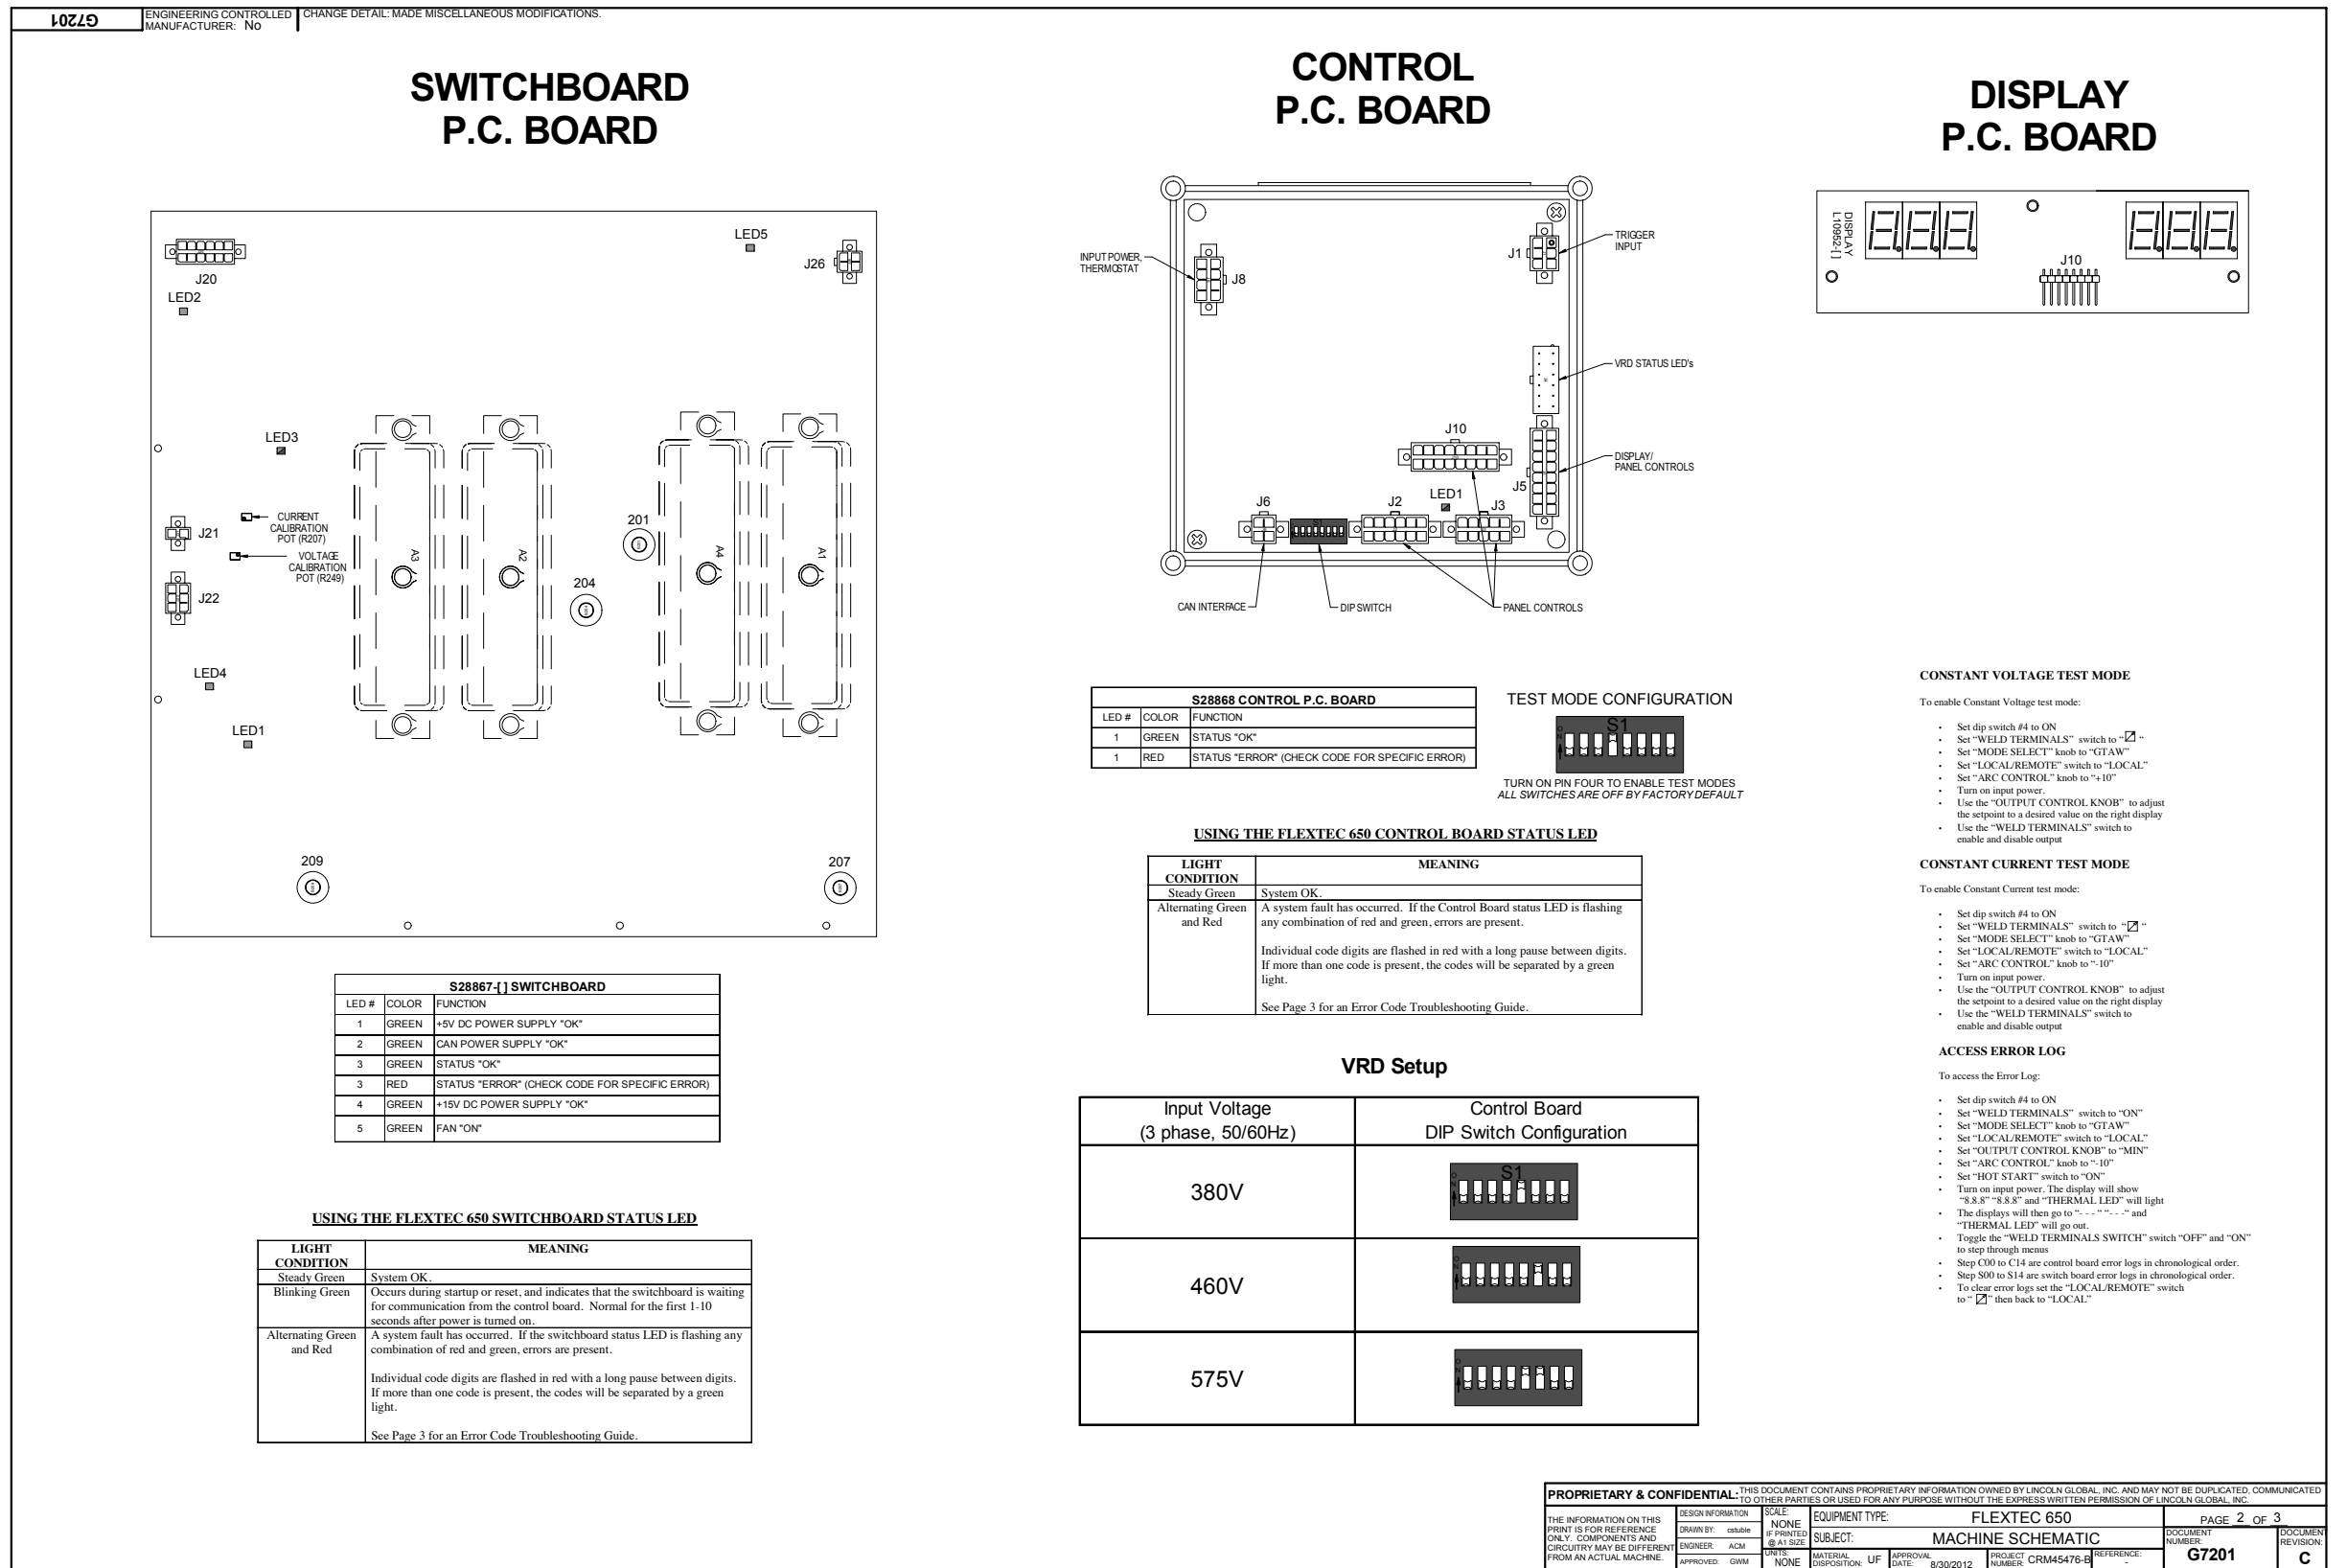 G7201
ENGINEERING CONTROLLED
MANUFACTURER: No
CHANGE DETAIL: MADE MISCELLANEOUS MODIFICATIONS.
SWITCHBOARD
P.C. BOARD
J20
LED2
LED5
J26
LED3
J21
CURRENT
CALIBRATION
POT (R207)
VOLTAGE
CALIBRATION
POT (R249)
J22
A3
A2
201
204
A4
A1
LED4
LED1
209
207
S28867-[ ] SWITCHBOARD
LED # COLOR FUNCTION
1 GREEN +5V DC POWER SUPPLY "OK"
2 GREEN CAN POWER SUPPLY "OK"
3 GREEN STATUS "OK"
3 RED STATUS "ERROR" (CHECK CODE FOR SPECIFIC ERROR)
4 GREEN +15V DC POWER SUPPLY "OK"
5 GREEN FAN "ON"
USING THE FLEXTEC 650 SWITCHBOARD STATUS LED
LIGHT CONDITION MEANING
Steady Green System OK.
Blinking Green Occurs during startup or reset, and indicates that the switchboard is waiting
for communication from the control board. Normal for the first 1-10
seconds after power is turned on.
Alternating Green and Red A system fault has occurred. If the switchboard status LED is flashing any
combination of red and green, errors are present.
Individual code digits are flashed in red with a long pause between digits.
If more than one code is present, the codes will be separated by a green
light.
See Page 3 for an Error Code Troubleshooting Guide.
CONTROL
P.C. BOARD
INPUT POWER,
THERMOSTAT
J8
J1
TRIGGER
INPUT
VRD STATUS LED's
J10
DISPLAY/
PANEL CONTROLS
J5
J6
S1
J2
LED1
J3
CAN INTERFACE
DIP SWITCH
PANEL CONTROLS
S28868 CONTROL P.C. BOARD
LED # COLOR FUNCTION
1 GREEN STATUS "OK"
1 RED STATUS "ERROR" (CHECK CODE FOR SPECIFIC ERROR)
TEST MODE CONFIGURATION
S1
ON
TURN ON PIN FOUR TO ENABLE TEST MODES
ALL SWITCHES ARE OFF BY FACTORY DEFAULT
USING THE FLEXTEC 650 CONTROL BOARD STATUS LED
LIGHT CONDITION MEANING
Steady Green System OK.
Alternating Green and Red A system fault has occurred. If the Control Board status LED is flashing
any combination of red and green, errors are present.
Individual code digits are flashed in red with a long pause between digits.
If more than one code is present, the codes will be separated by a green
light.
See Page 3 for an Error Code Troubleshooting Guide.
VRD Setup
Input Voltage
(3 phase, 50/60Hz)
Control Board
DIP Switch Configuration
380V
S1
ON
460V
ON
575V
ON
DISPLAY
P.C. BOARD
DISPLAY
L10952-[ ]
J10
CONSTANT VOLTAGE TEST MODE
To enable Constant Voltage test mode:
• Set dip switch #4 to ON
• Set “WELD TERMINALS” switch to “ “
• Set “MODE SELECT” knob to “GTAW”
• Set “LOCAL/REMOTE” switch to “LOCAL”
• Set “ARC CONTROL” knob to “+10”
• Turn on input power.
• Use the “OUTPUT CONTROL KNOB” to adjust
the setpoint to a desired value on the right display
• Use the “WELD TERMINALS” switch to
enable and disable output
CONSTANT CURRENT TEST MODE
To enable Constant Current test mode:
• Set dip switch #4 to ON
• Set “WELD TERMINALS” switch to “ “
• Set “MODE SELECT” knob to “GTAW”
• Set “LOCAL/REMOTE” switch to “LOCAL”
• Set “ARC CONTROL” knob to “-10”
• Turn on input power.
• Use the “OUTPUT CONTROL KNOB” to adjust
the setpoint to a desired value on the right display
• Use the “WELD TERMINALS” switch to
enable and disable output
ACCESS ERROR LOG
To access the Error Log:
• Set dip switch #4 to ON
• Set “WELD TERMINALS” switch to “ON”
• Set “MODE SELECT” knob to “GTAW”
• Set “LOCAL/REMOTE” switch to “LOCAL”
• Set “OUTPUT CONTROL KNOB” to “MIN”
• Set “ARC CONTROL” knob to “-10”
• Set “HOT START” switch to “ON”
• Turn on input power. The display will show
“8.8.8” “8.8.8” and “THERMAL LED” will light
• The displays will then go to “- - - “ “- - -“ and
“THERMAL LED” will go out.
• Toggle the “WELD TERMINALS SWITCH” switch “OFF” and “ON”
to step through menus
• Step C00 to C14 are control board error logs in chronological order.
• Step S00 to S14 are switch board error logs in chronological order.
• To clear error logs set the “LOCAL/REMOTE” switch
to “ ” then back to “LOCAL”
PROPRIETARY & CONFIDENTIAL: THIS DOCUMENT CONTAINS PROPRIETARY INFORMATION OWNED BY LINCOLN GLOBAL, INC. AND MAY NOT BE DUPLICATED, COMMUNICATED
TO OTHER PARTIES OR USED FOR ANY PURPOSE WITHOUT THE EXPRESS WRITTEN PERMISSION OF LINCOLN GLOBAL, INC.
THE INFORMATION ON THIS
PRINT IS FOR REFERENCE
ONLY. COMPONENTS AND
CIRCUITRY MAY BE DIFFERENT
FROM AN ACTUAL MACHINE.
DESIGN INFORMATION
DRAWN BY: cstuble
ENGINEER: ACM
APPROVED: GWM
SCALE:
NONE
IF PRINTED
@ A1 SIZE
UNITS:
NONE
EQUIPMENT TYPE: FLEXTEC 650
SUBJECT: MACHINE SCHEMATIC
MATERIAL
DISPOSITION: UF
APPROVAL
DATE: 8/30/2012
PROJECT
NUMBER: CRM45476-B
REFERENCE:
-
PAGE 2 OF 3
DOCUMENT
NUMBER:
G7201
DOCUMENT
REVISION:
C